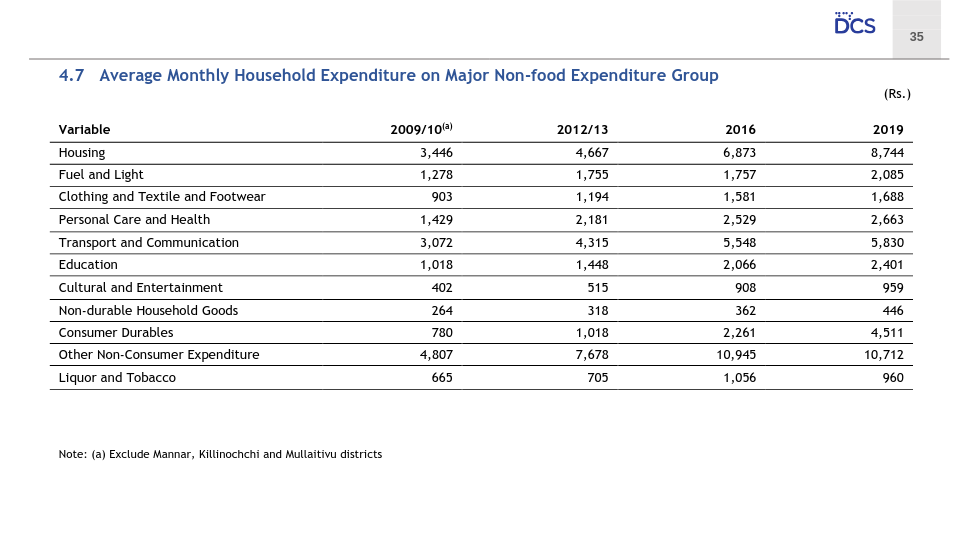 DCS
35
4.7 Average Monthly Household Expenditure on Major Non-food Expenditure Group
(Rs.)
Variable 2009/10(a) 2012/13 2016 2019
Housing 3,446 4,667 6,873 8,744
Fuel and Light 1,278 1,755 1,757 2,085
Clothing and Textile and Footwear 903 1,194 1,581 1,688
Personal Care and Health 1,429 2,181 2,529 2,663
Transport and Communication 3,072 4,315 5,548 5,830
Education 1,018 1,448 2,066 2,401
Cultural and Entertainment 402 515 908 959
Non-durable Household Goods 264 318 362 446
Consumer Durables 780 1,018 2,261 4,511
Other Non-Consumer Expenditure 4,807 7,678 10,945 10,712
Liquor and Tobacco 665 705 1,056 960
Note: (a) Exclude Mannar, Killinochchi and Mullaitivu districts